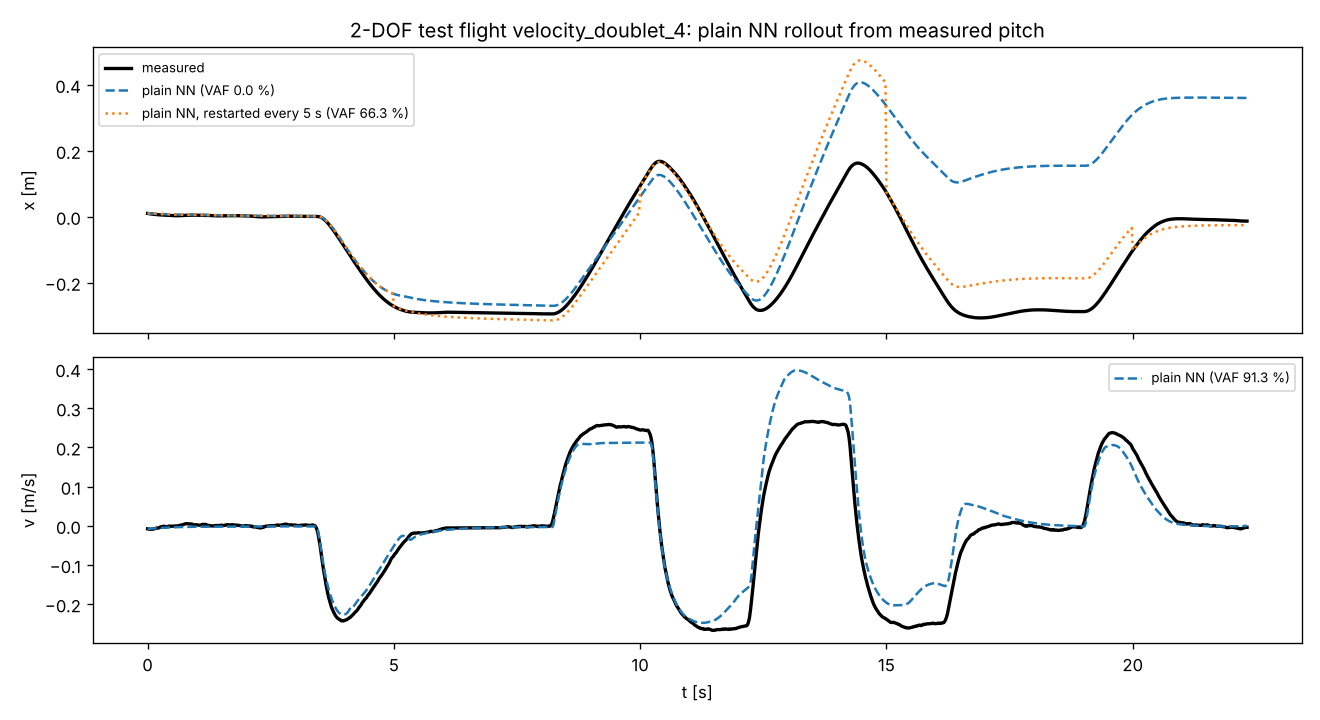 2-DOF test flight velocity_doublet_4: plain NN rollout from measured pitch
measured
plain NN (VAF 0.0 %)
plain NN, restarted every 5 s (VAF 66.3 %)
x [m]
0.4
0.2
0.0
−0.2
plain NN (VAF 91.3 %)
v [m/s]
0.4
0.3
0.2
0.1
0.0
−0.1
−0.2
0
5
10
15
20
t [s]